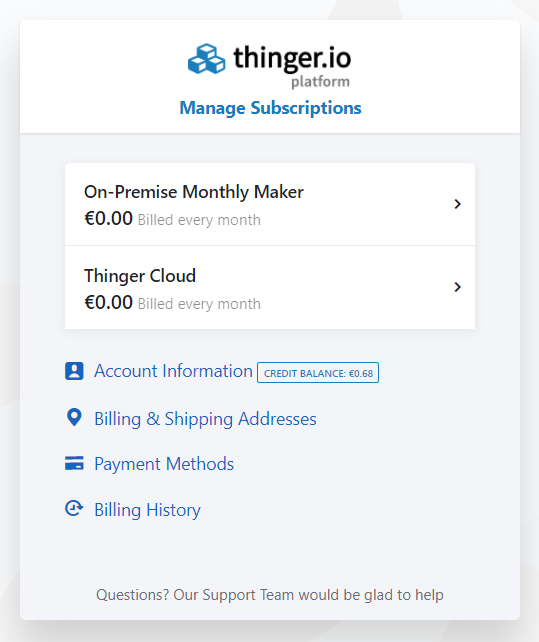 thinger.io
platform
Manage Subscriptions
On-Premise Monthly Maker
€0.00 Billed every month
Thinger Cloud
€0.00 Billed every month
Account Information CREDIT BALANCE: €0.68
Billing & Shipping Addresses
Payment Methods
Billing History
Questions? Our Support Team would be glad to help